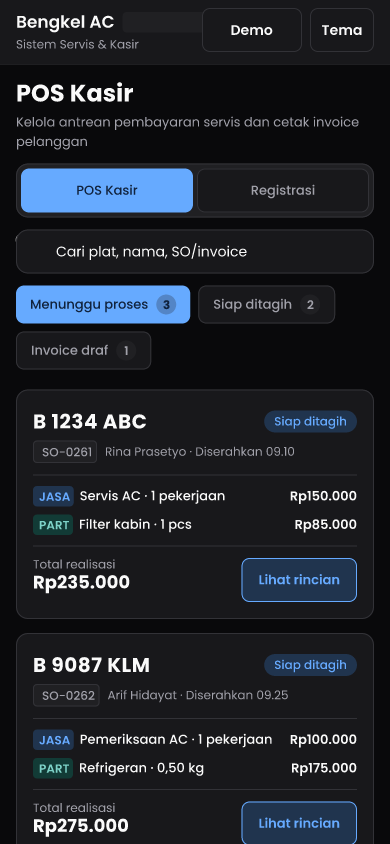 Bengkel AC
Sistem Servis & Kasir
Demo
Tema
POS Kasir
Kelola antrean pembayaran servis dan cetak invoice
pelanggan
POS Kasir
Registrasi
Cari plat, nama, SO/invoice
Menunggu proses 3
Siap ditagih 2
Invoice draf 1
B 1234 ABC
Siap ditagih
SO-0261 Rina Prasetyo · Diserahkan 09.10
JASA Servis AC · 1 pekerjaan Rp150.000
PART Filter kabin · 1 pcs Rp85.000
Total realisasi
Rp235.000
Lihat rincian
B 9087 KLM
Siap ditagih
SO-0262 Arif Hidayat · Diserahkan 09.25
JASA Pemeriksaan AC · 1 pekerjaan Rp100.000
PART Refrigeran · 0,50 kg Rp175.000
Total realisasi
Rp275.000
Lihat rincian